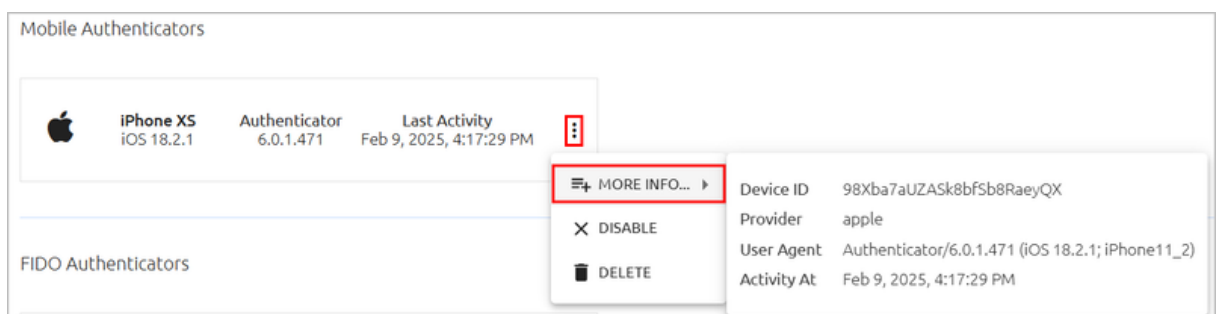 Mobile Authenticators
iPhone XS Authenticator Last Activity
iOS 18.2.1 6.0.1.471 Feb 9, 2025, 4:17:29 PM
MORE INFO...
DISABLE
DELETE
Device ID 98Xba7aUZASk8bfSb8RaeyQX
Provider apple
User Agent Authenticator/6.0.1.471 (iOS 18.2.1; iPhone11_2)
Activity At Feb 9, 2025, 4:17:29 PM
FIDO Authenticators